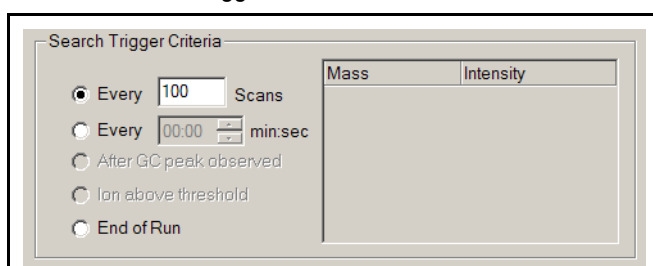 Search Trigger Criteria
Mass Intensity
Every 100 Scans
Every 00:00 min:sec
After GC peak observed
Ion above threshold
End of Run